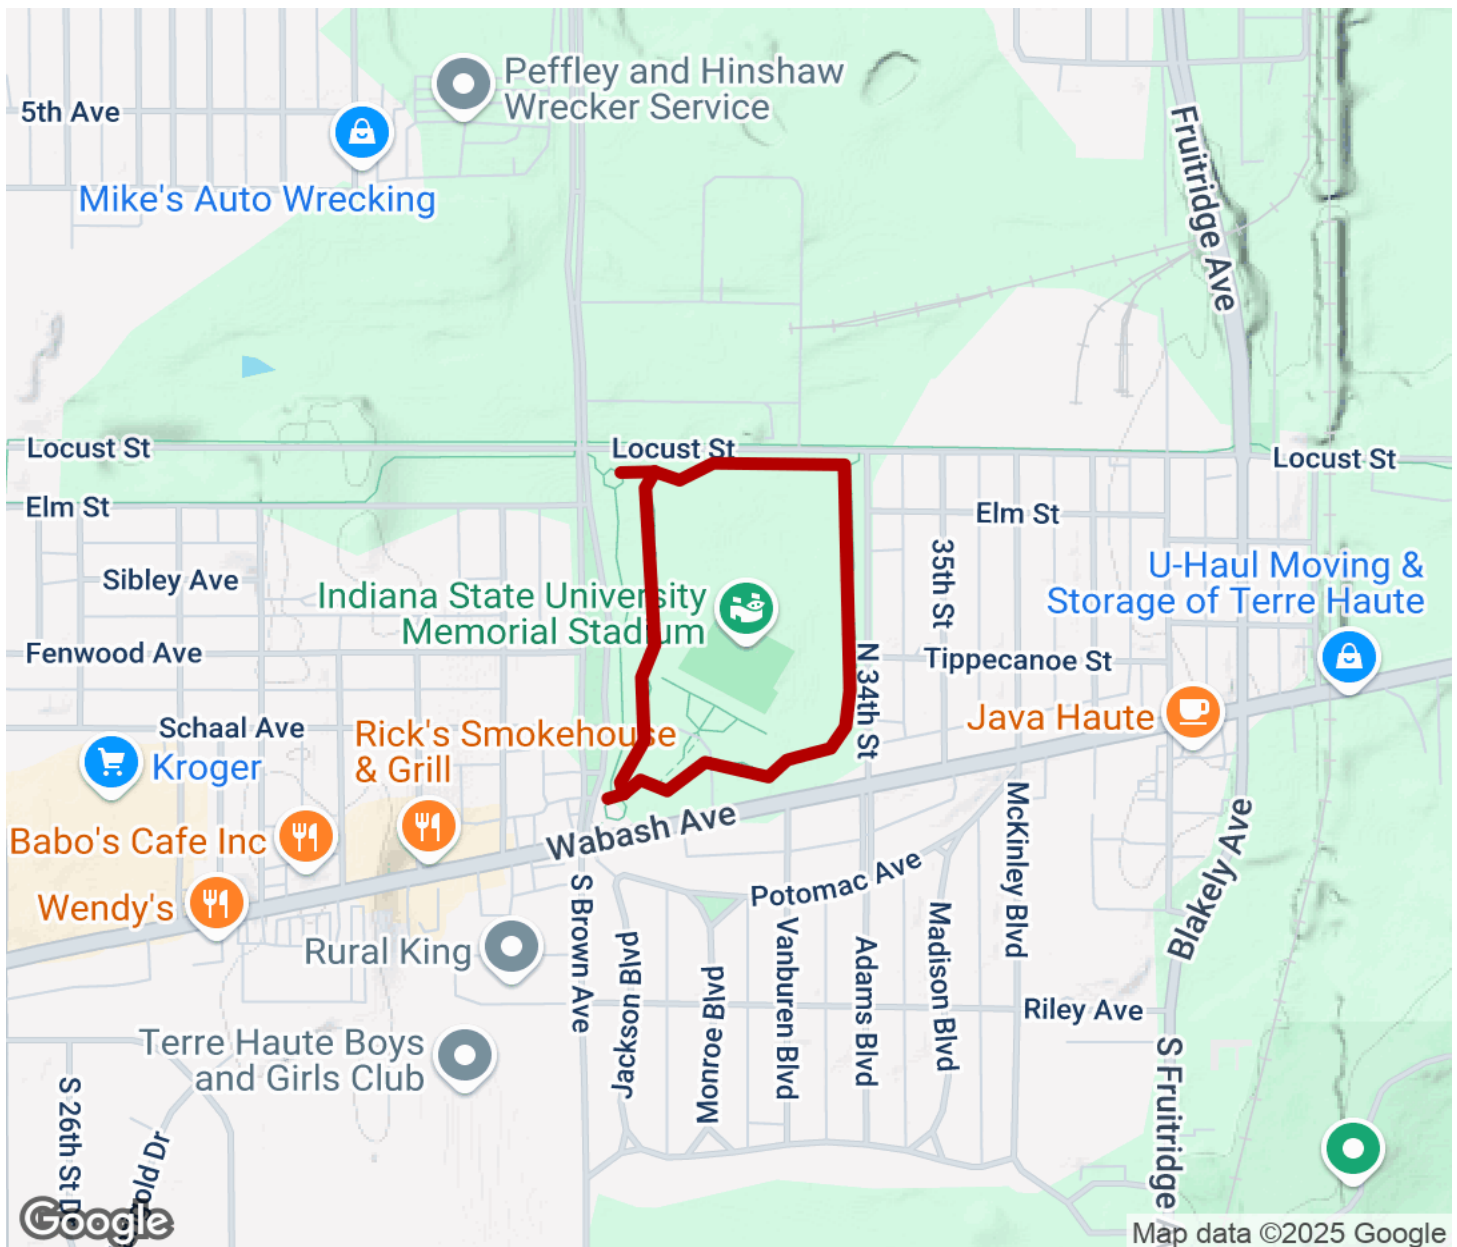 Peffley and Hinshaw
Wrecker Service
5th Ave
Mike's Auto Wrecking
Fruitridge Ave
Locust St
Locust St
Locust St
Elm St
Elm St
Sibley Ave
35th St
U-Haul Moving &
Storage of Terre Haute
Indiana State University
Memorial Stadium
Fenwood Ave
N 34th St
Tippecanoe St
Schaal Ave
Rick's Smokehouse
& Grill
Java Haute
Kroger
Babo's Cafe Inc
Wabash Ave
McKinley Blvd
Blakely Ave
Potomac Ave
Wendy's
S Brown Ave
Rural King
Jackson Blvd
Monroe Blvd
Vanburen Blvd
Adams Blvd
Madison Blvd
Riley Ave
Terre Haute Boys
and Girls Club
S Fruitridge
S 26th St D
old Dr
Google
Map data ©2025 Google